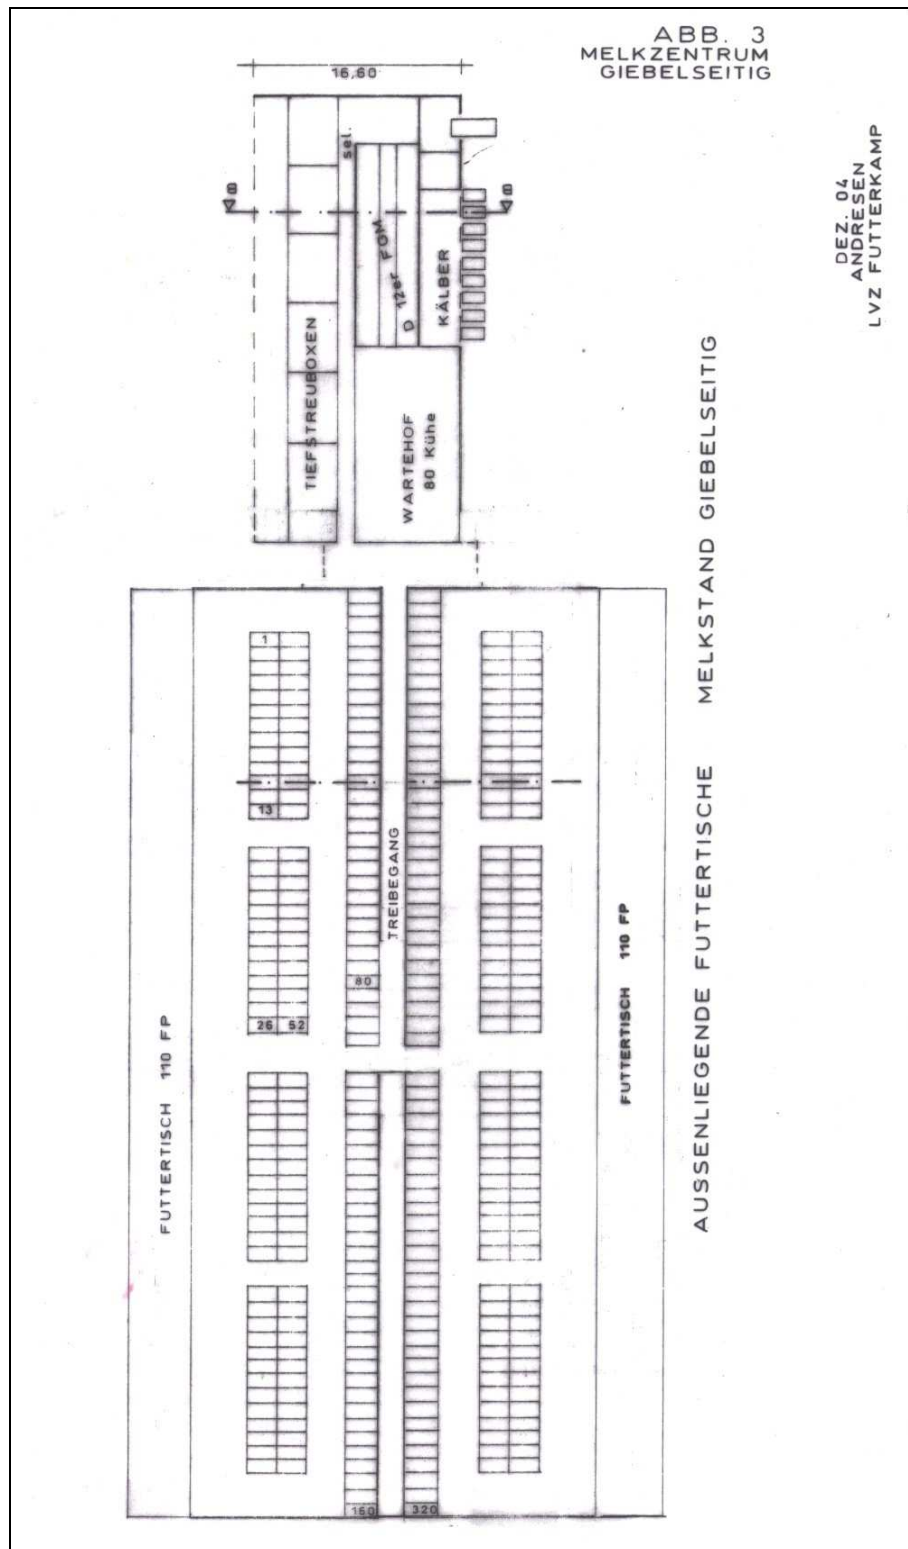 ABB. 3
MELKZENTRUM
GIEBELSEITIG
DEZ. 04
ANDRESEN
LVZ FUTTERKAMP
16,60
B
B
sel.
D 12er FGM
KÄLBER
TIEFSTREUBOXEN
WARTEHOF
80 Kühe
1
13
26
52
80
160
320
TREIBEGANG
FUTTERTISCH 110 FP
FUTTERTISCH 110 FP
AUSSENLIEGENDE FUTTERTISCHE MELKSTAND GIEBELSEITIG